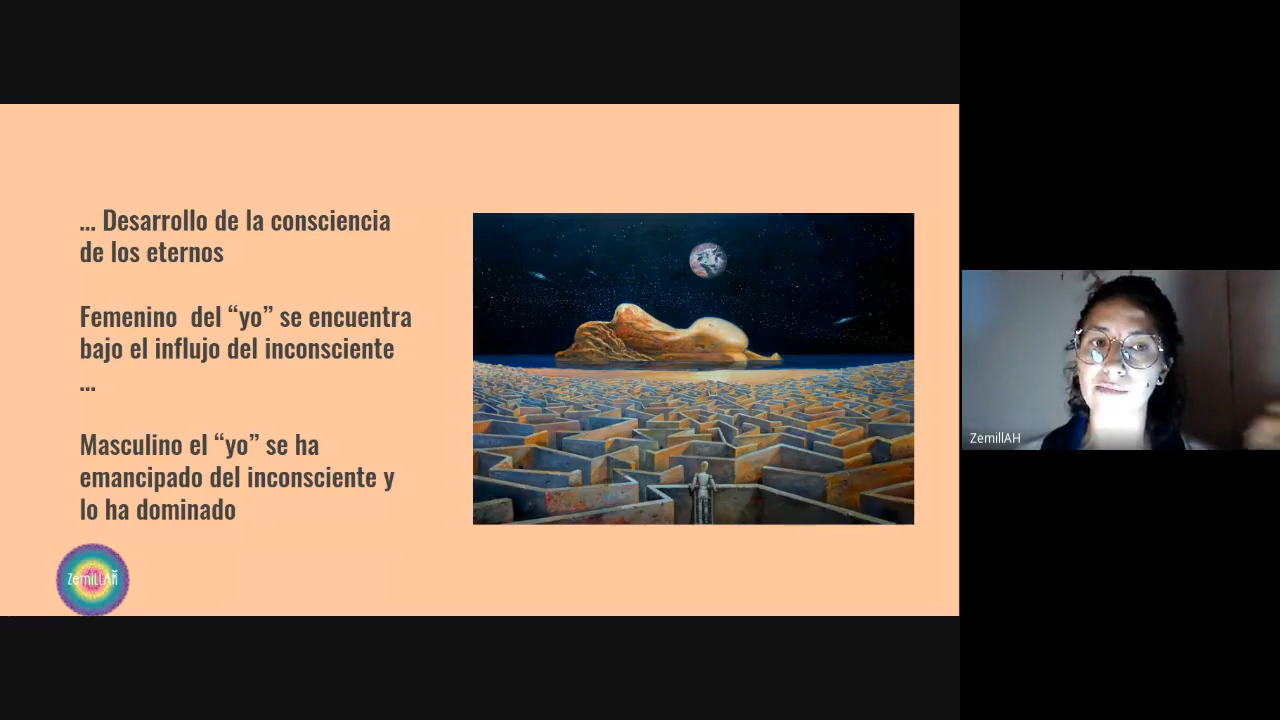 ... Desarrollo de la consciencia
de los eternos
Femenino  del “yo” se encuentra
bajo el influjo del inconsciente
...
Masculino el “yo” se ha
emancipado del inconsciente y
lo ha dominado
ZemiLLAH
ZemillAH